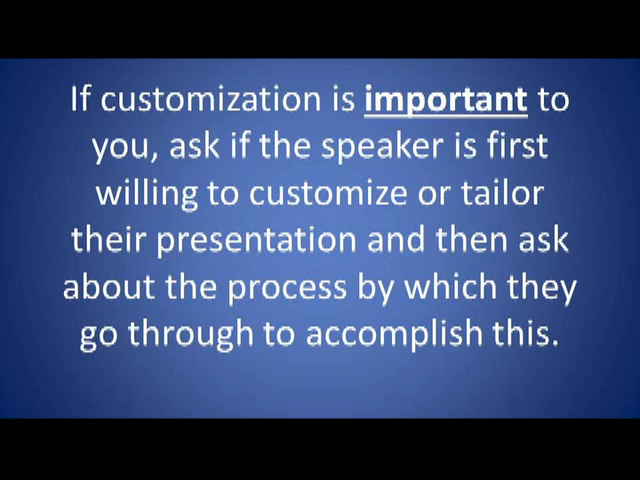 If customization is important to
you, ask if the speaker is first
willing to customize or tailor
their presentation and then ask
about the process by which they
go through to accomplish this.